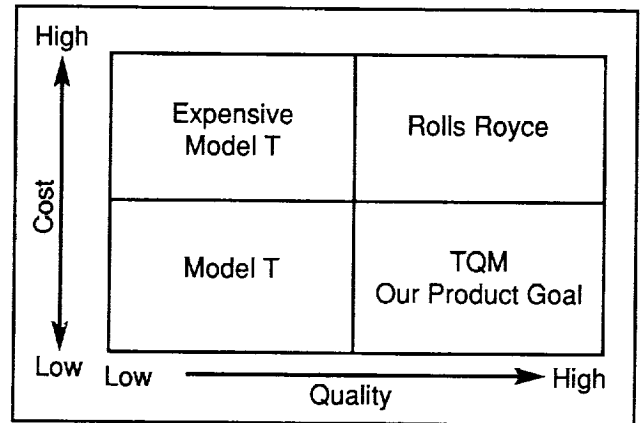 High
Expensive
Model T
Rolls Royce
Cost
Model T
TQM
Our Product Goal
Low
Low
High
Quality